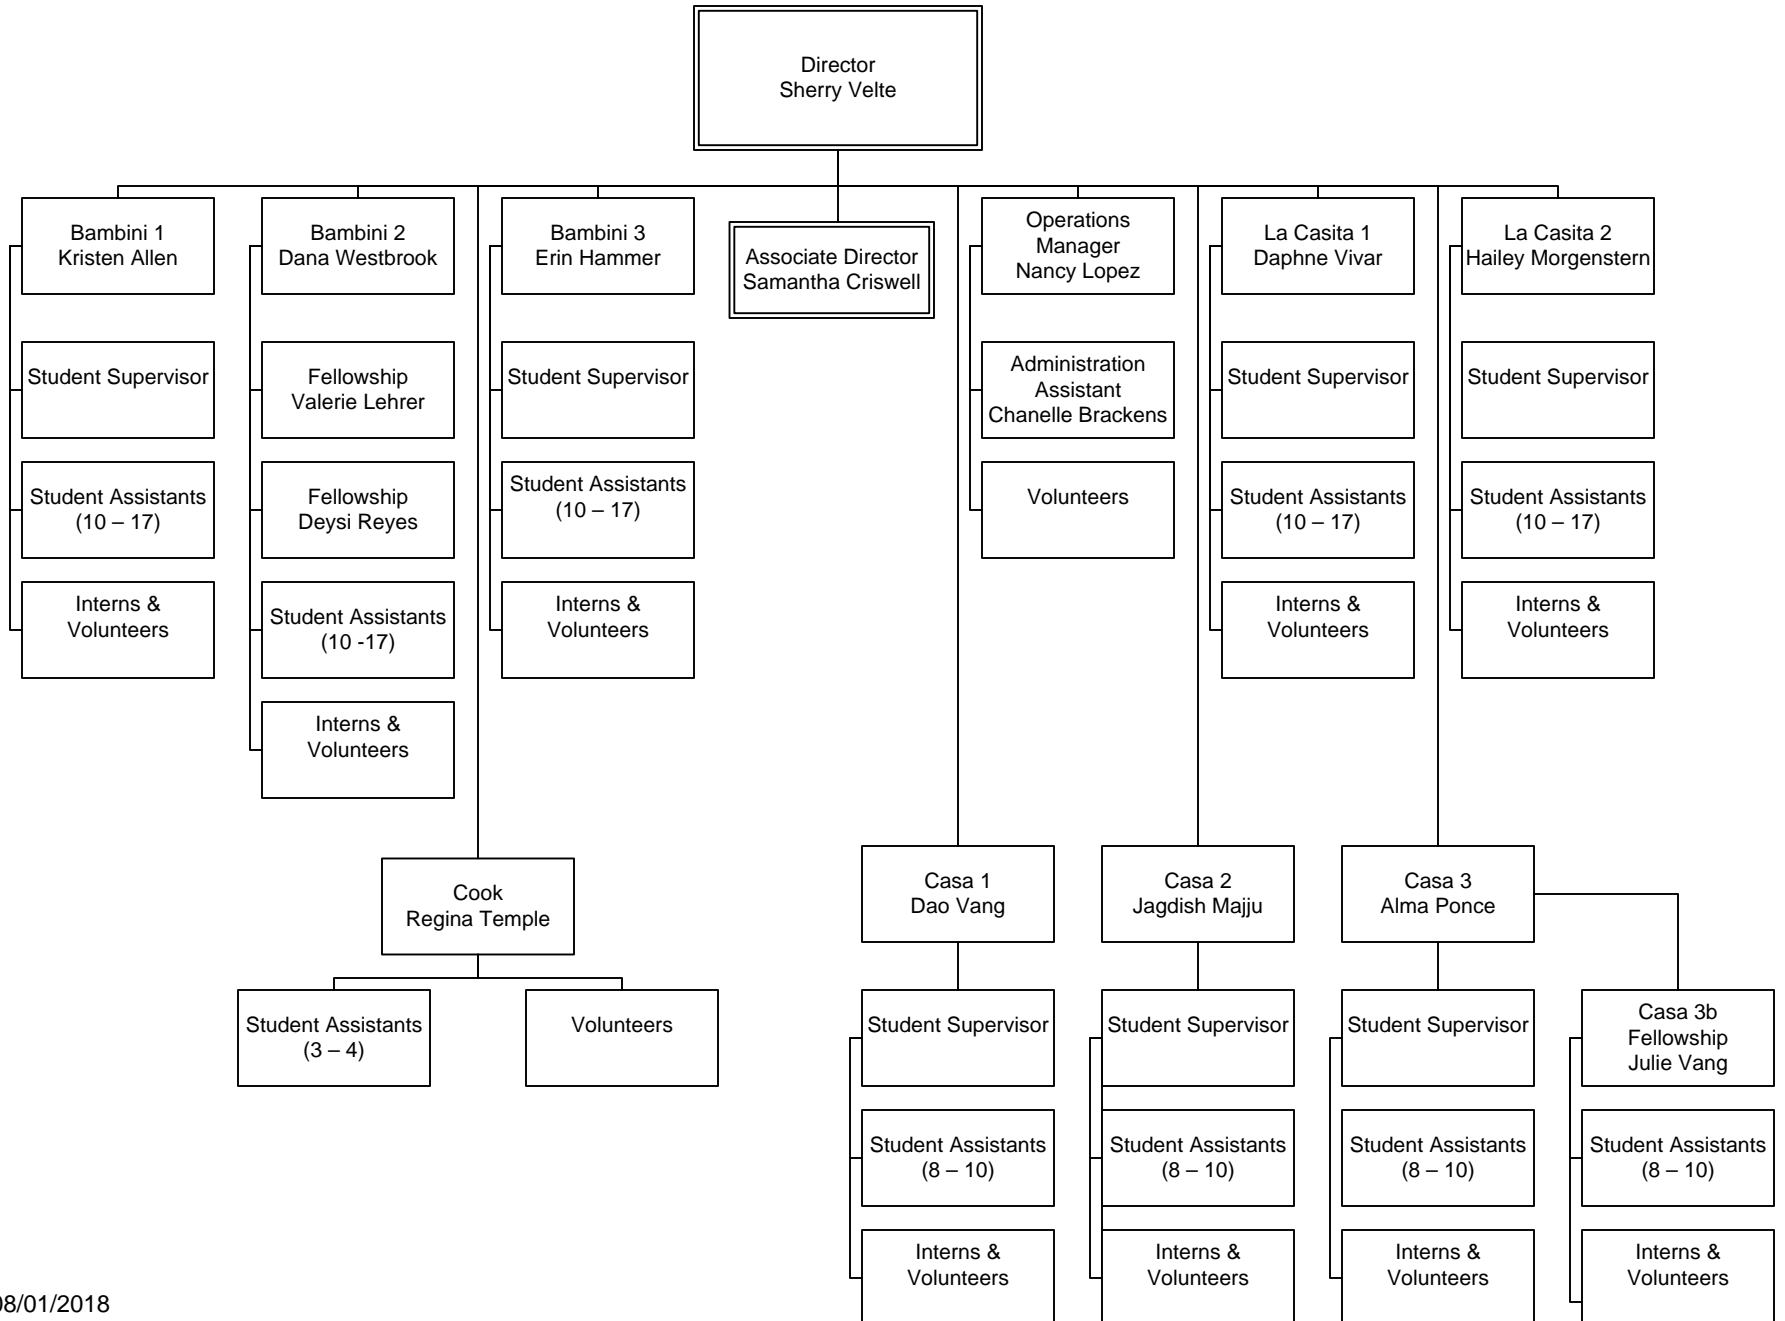 Director
Sherry Velte
Bambini 1
Kristen Allen
Bambini 2
Dana Westbrook
Bambini 3
Erin Hammer
Associate Director
Samantha Criswell
Operations
Manager
Nancy Lopez
La Casita 1
Daphne Vivar
La Casita 2
Hailey Morgenstern
Student Supervisor
Fellowship
Valerie Lehrer
Student Supervisor
Administration
Assistant
Chanelle Brackens
Student Supervisor
Student Supervisor
Student Assistants
(10 – 17)
Fellowship
Deysi Reyes
Student Assistants
(10 – 17)
Volunteers
Student Assistants
(10 – 17)
Student Assistants
(10 – 17)
Interns &
Volunteers
Student Assistants
(10 -17)
Interns &
Volunteers
Interns &
Volunteers
Interns &
Volunteers
Interns &
Volunteers
Cook
Regina Temple
Casa 1
Dao Vang
Casa 2
Jagdish Majju
Casa 3
Alma Ponce
Student Assistants
(3 – 4)
Volunteers
Student Supervisor
Student Supervisor
Student Supervisor
Casa 3b
Fellowship
Julie Vang
Student Assistants
(8 – 10)
Student Assistants
(8 – 10)
Student Assistants
(8 – 10)
Student Assistants
(8 – 10)
Interns &
Volunteers
Interns &
Volunteers
Interns &
Volunteers
Interns &
Volunteers
08/01/2018